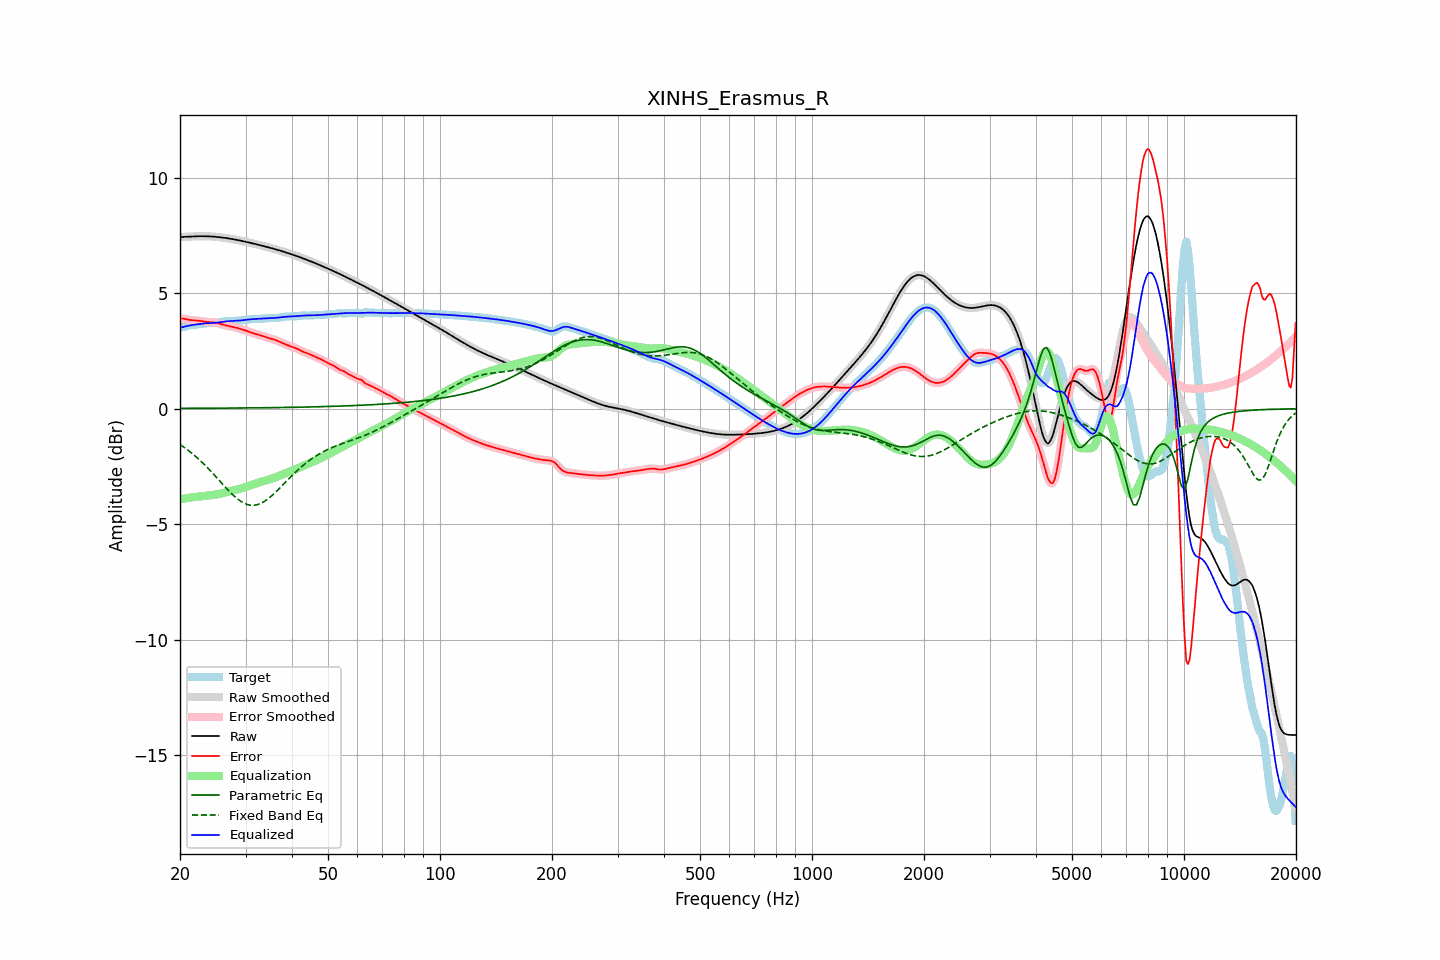 XINHS_Erasmus_R
Amplitude (dBr)
10
5
0
−5
−10
−15
Target
Raw Smoothed
Error Smoothed
Raw
Error
Equalization
Parametric Eq
Fixed Band Eq
Equalized
20 50 100 200 500 1000 2000 5000 10000 20000
Frequency (Hz)